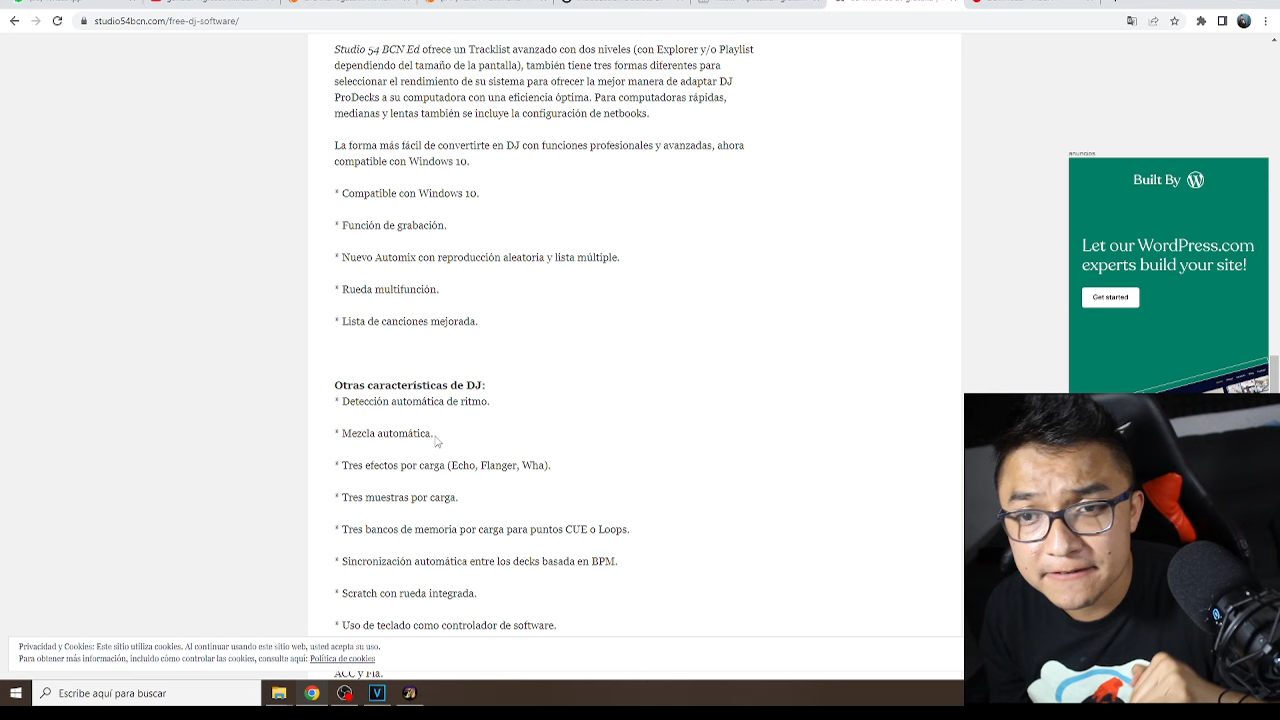 studio54bcn.com/free-dj-software/
Studio 54 BCN Ed ofrece un Tracklist avanzado con dos niveles (con Explorer y/o Playlist
dependiendo del tamaño de la pantalla), también tiene tres formas diferentes para
seleccionar el rendimiento de su sistema para ofrecer la mejor manera de adaptar DJ
ProDecks a su computadora con una eficiencia óptima. Para computadoras rápidas,
medianas y lentas también se incluye la configuración de netbooks.
La forma más fácil de convertirte en DJ con funciones profesionales y avanzadas, ahora
compatible con Windows 10.
* Compatible con Windows 10.
* Función de grabación.
* Nuevo Automix con reproducción aleatoria y lista múltiple.
* Rueda multifunción.
* Lista de canciones mejorada.
Otras características de DJ:
* Detección automática de ritmo.
* Mezcla automática.
* Tres efectos por carga (Echo, Flanger, Wha).
* Tres muestras por carga.
* Tres bancos de memoria por carga para puntos CUE o Loops.
* Sincronización automática entre los decks basada en BPM.
* Scratch con rueda integrada.
* Uso de teclado como controlador de software.
anuncios
Built By
Let our WordPress.com
experts build your site!
Get started
Privacidad y Cookies: Este sitio utiliza cookies. Al continuar usando este sitio web, usted acepta su uso.
Para obtener más información, incluido cómo controlar las cookies, consulte aquí: Política de cookies
Escribe aquí para buscar